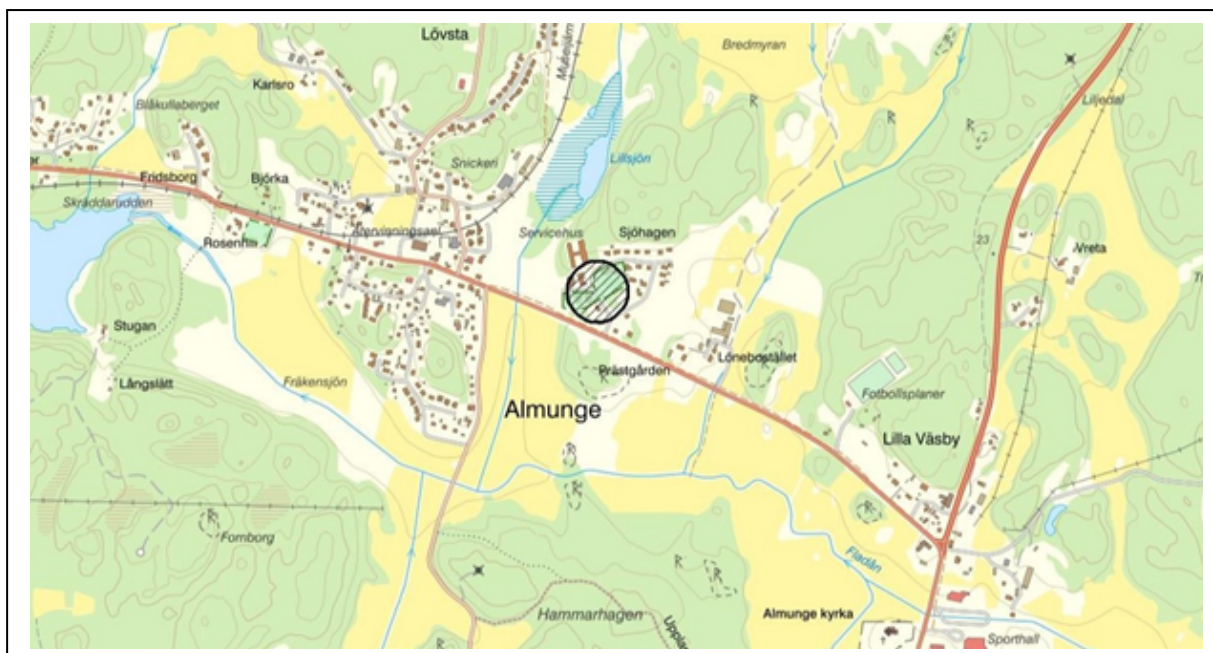 Lövsta
Bredmyran
Karlsro
Liljedal
Blåkullaberget
Snickeri
Lillsjön
Fridsborg
Björka
Skräddarudden
Servicehus
Sjöhagen
23
Vreta
Rosenhill
Stugan
Prästgården
Lönebostället
Långslätt
Fräkensjön
Fotbollsplaner
Almunge
Lilla Väsby
Fornborg
Fladån
Hammarhagen
Almunge kyrka
Sporthall